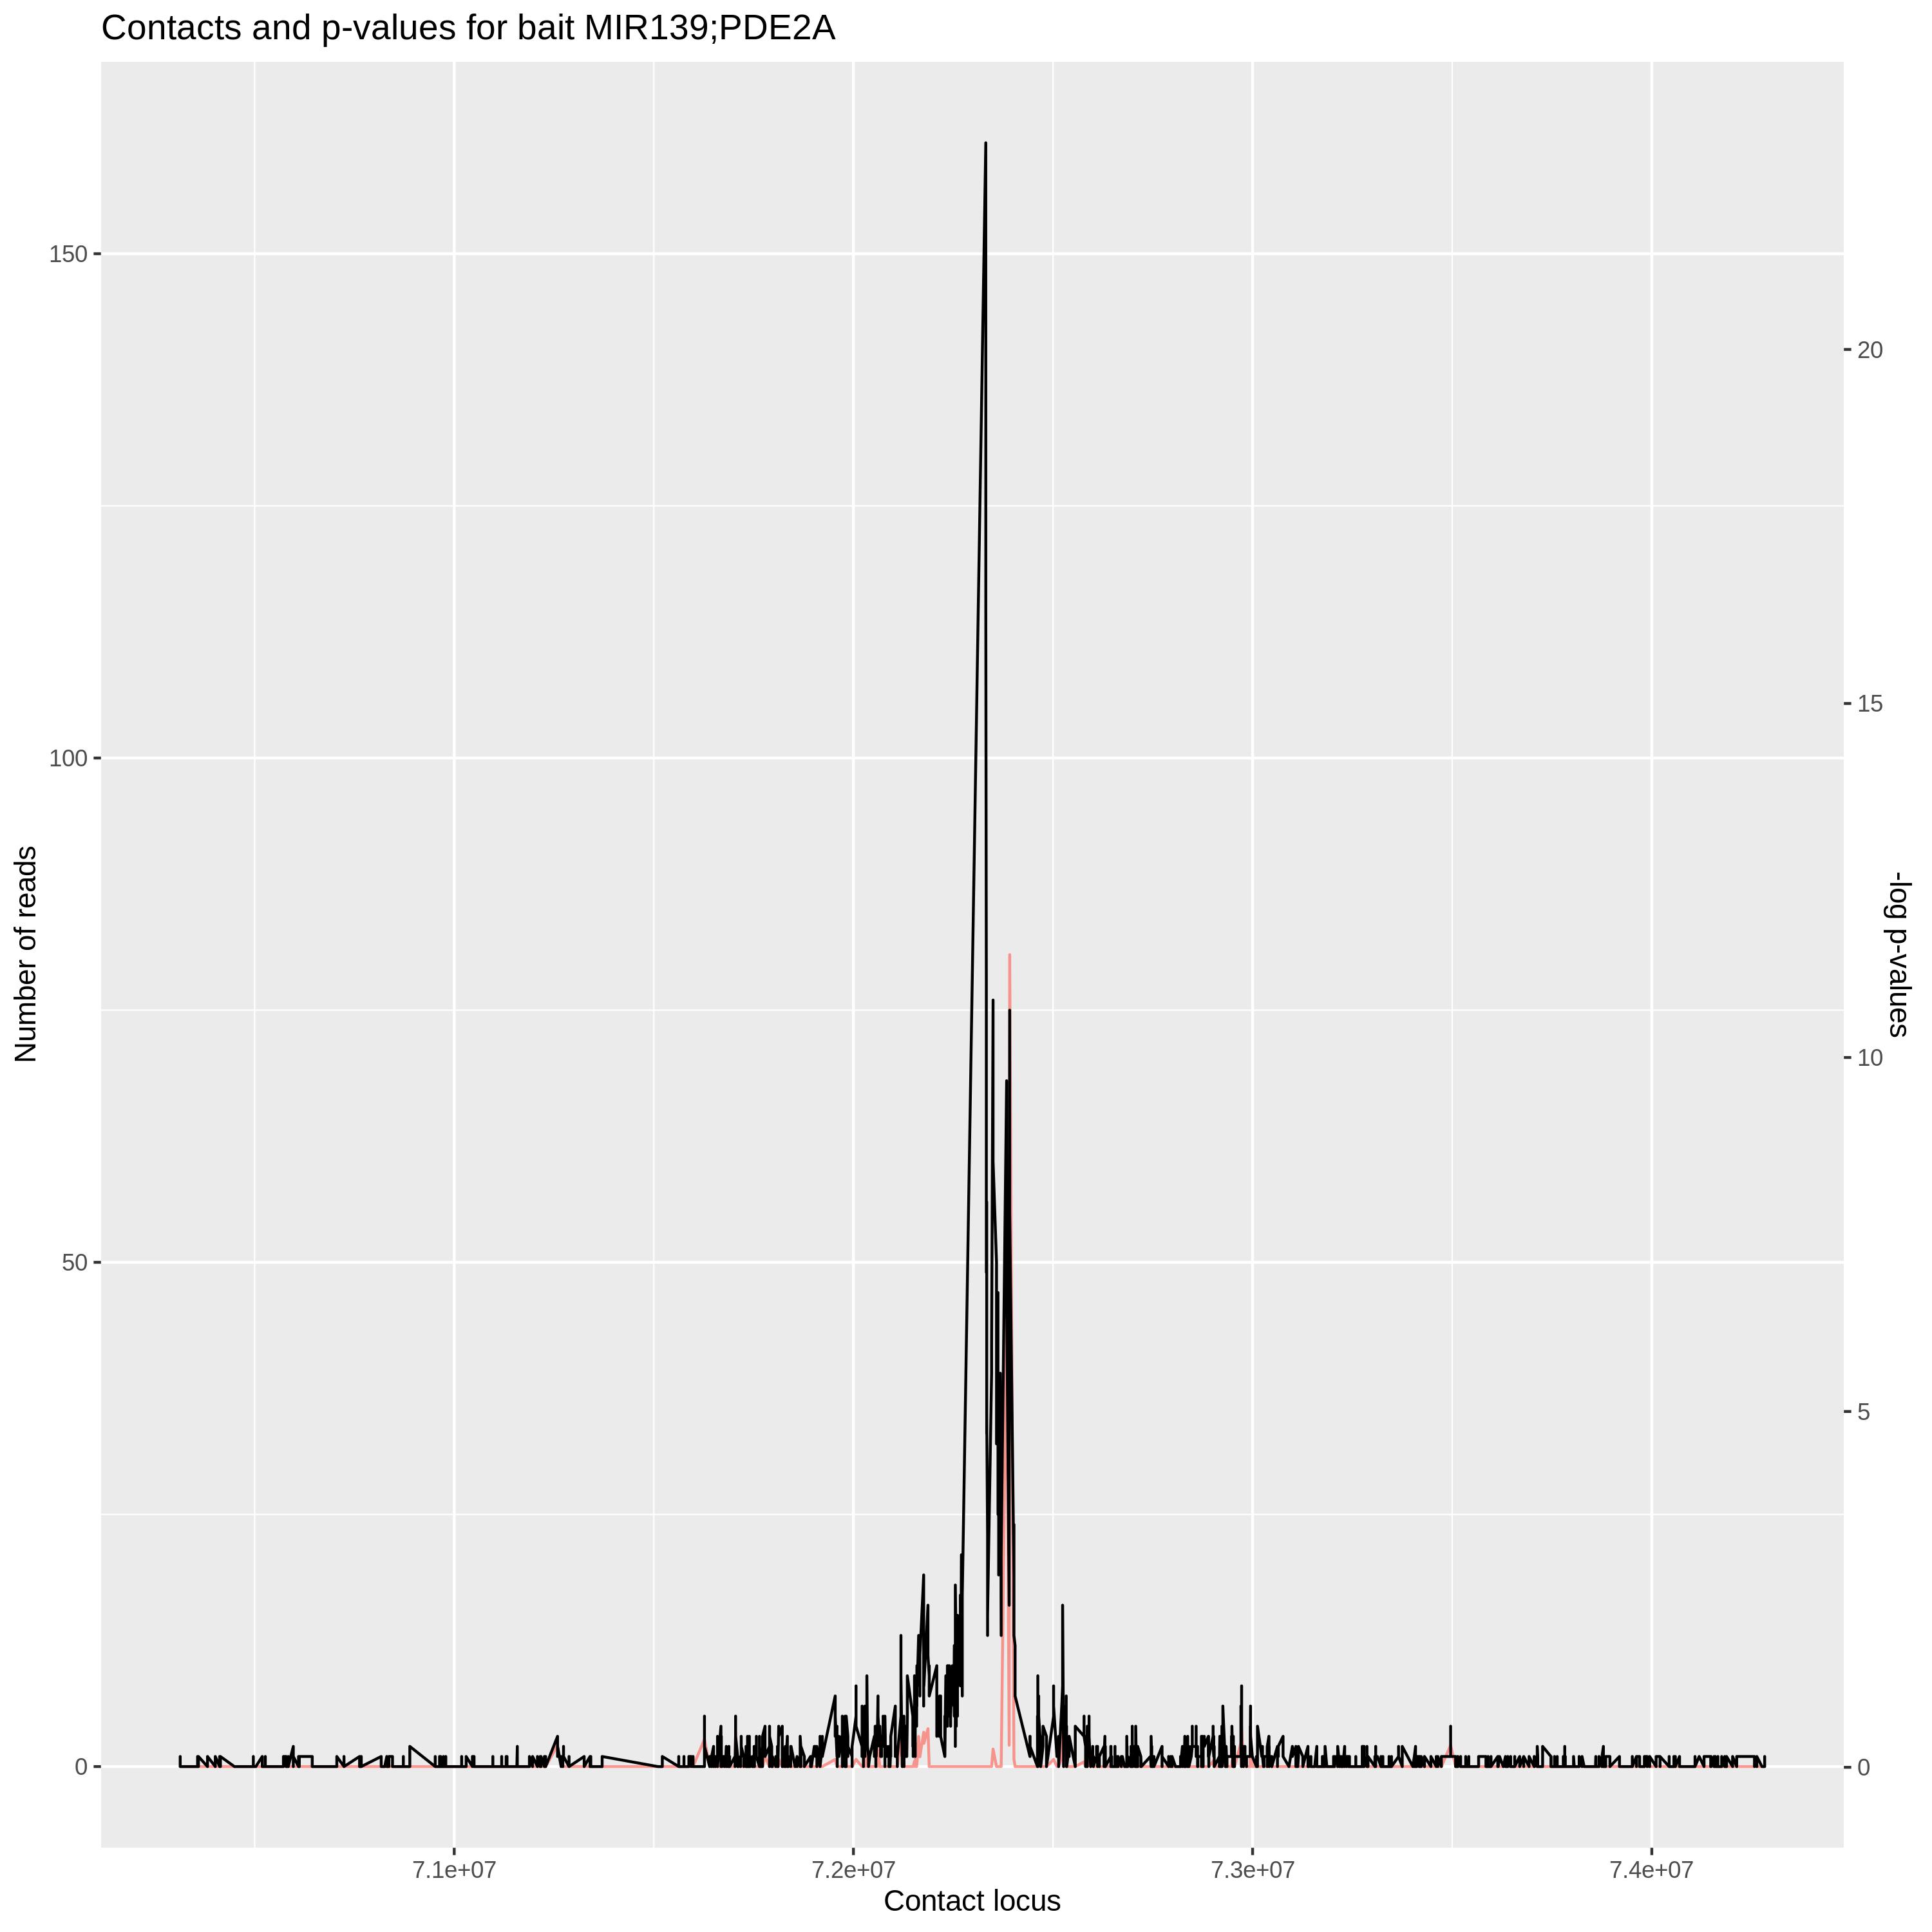 Contacts and p-values for bait MIR139;PDE2A
150
100
50
0
Number of reads
20
15
10
5
0
-log p-values
7.1e+07
7.2e+07
7.3e+07
7.4e+07
Contact locus